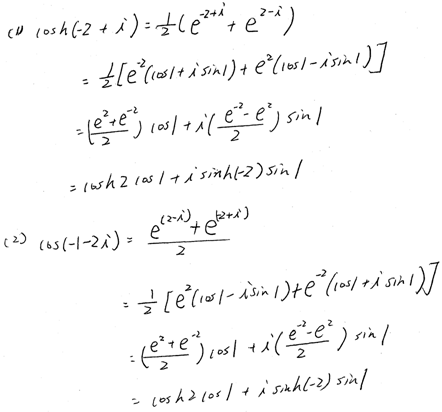 (1) cosh(-2 + i) = 1/2 (e^{-2+i} + e^{2-i})
= 1/2 [e^{-2}(cos1 + i sin1) + e^{2}(cos1 - i sin1)]
= (e^{2}+e^{-2}/2) cos1 + i (e^{-2} - e^{2}/2) sin1
= cosh2 cos1 + i sinh(-2) sin1
(2) cos(-1-2i) = e^{(2-i)} + e^{(-2+i)}/2
= 1/2 [e^{2}(cos1 - i sin1) + e^{-2}(cos1 + i sin1)]
= (e^{2}+e^{-2}/2) cos1 + i (e^{-2} - e^{2}/2) sin1
= cosh2 cos1 + i sinh(-2) sin1